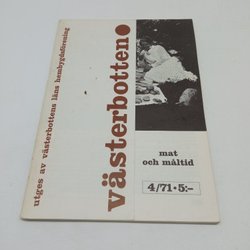 utges av västerbottens läns hembygdsförening
västerbotten
mat
och måltid
4/71 • 5:-